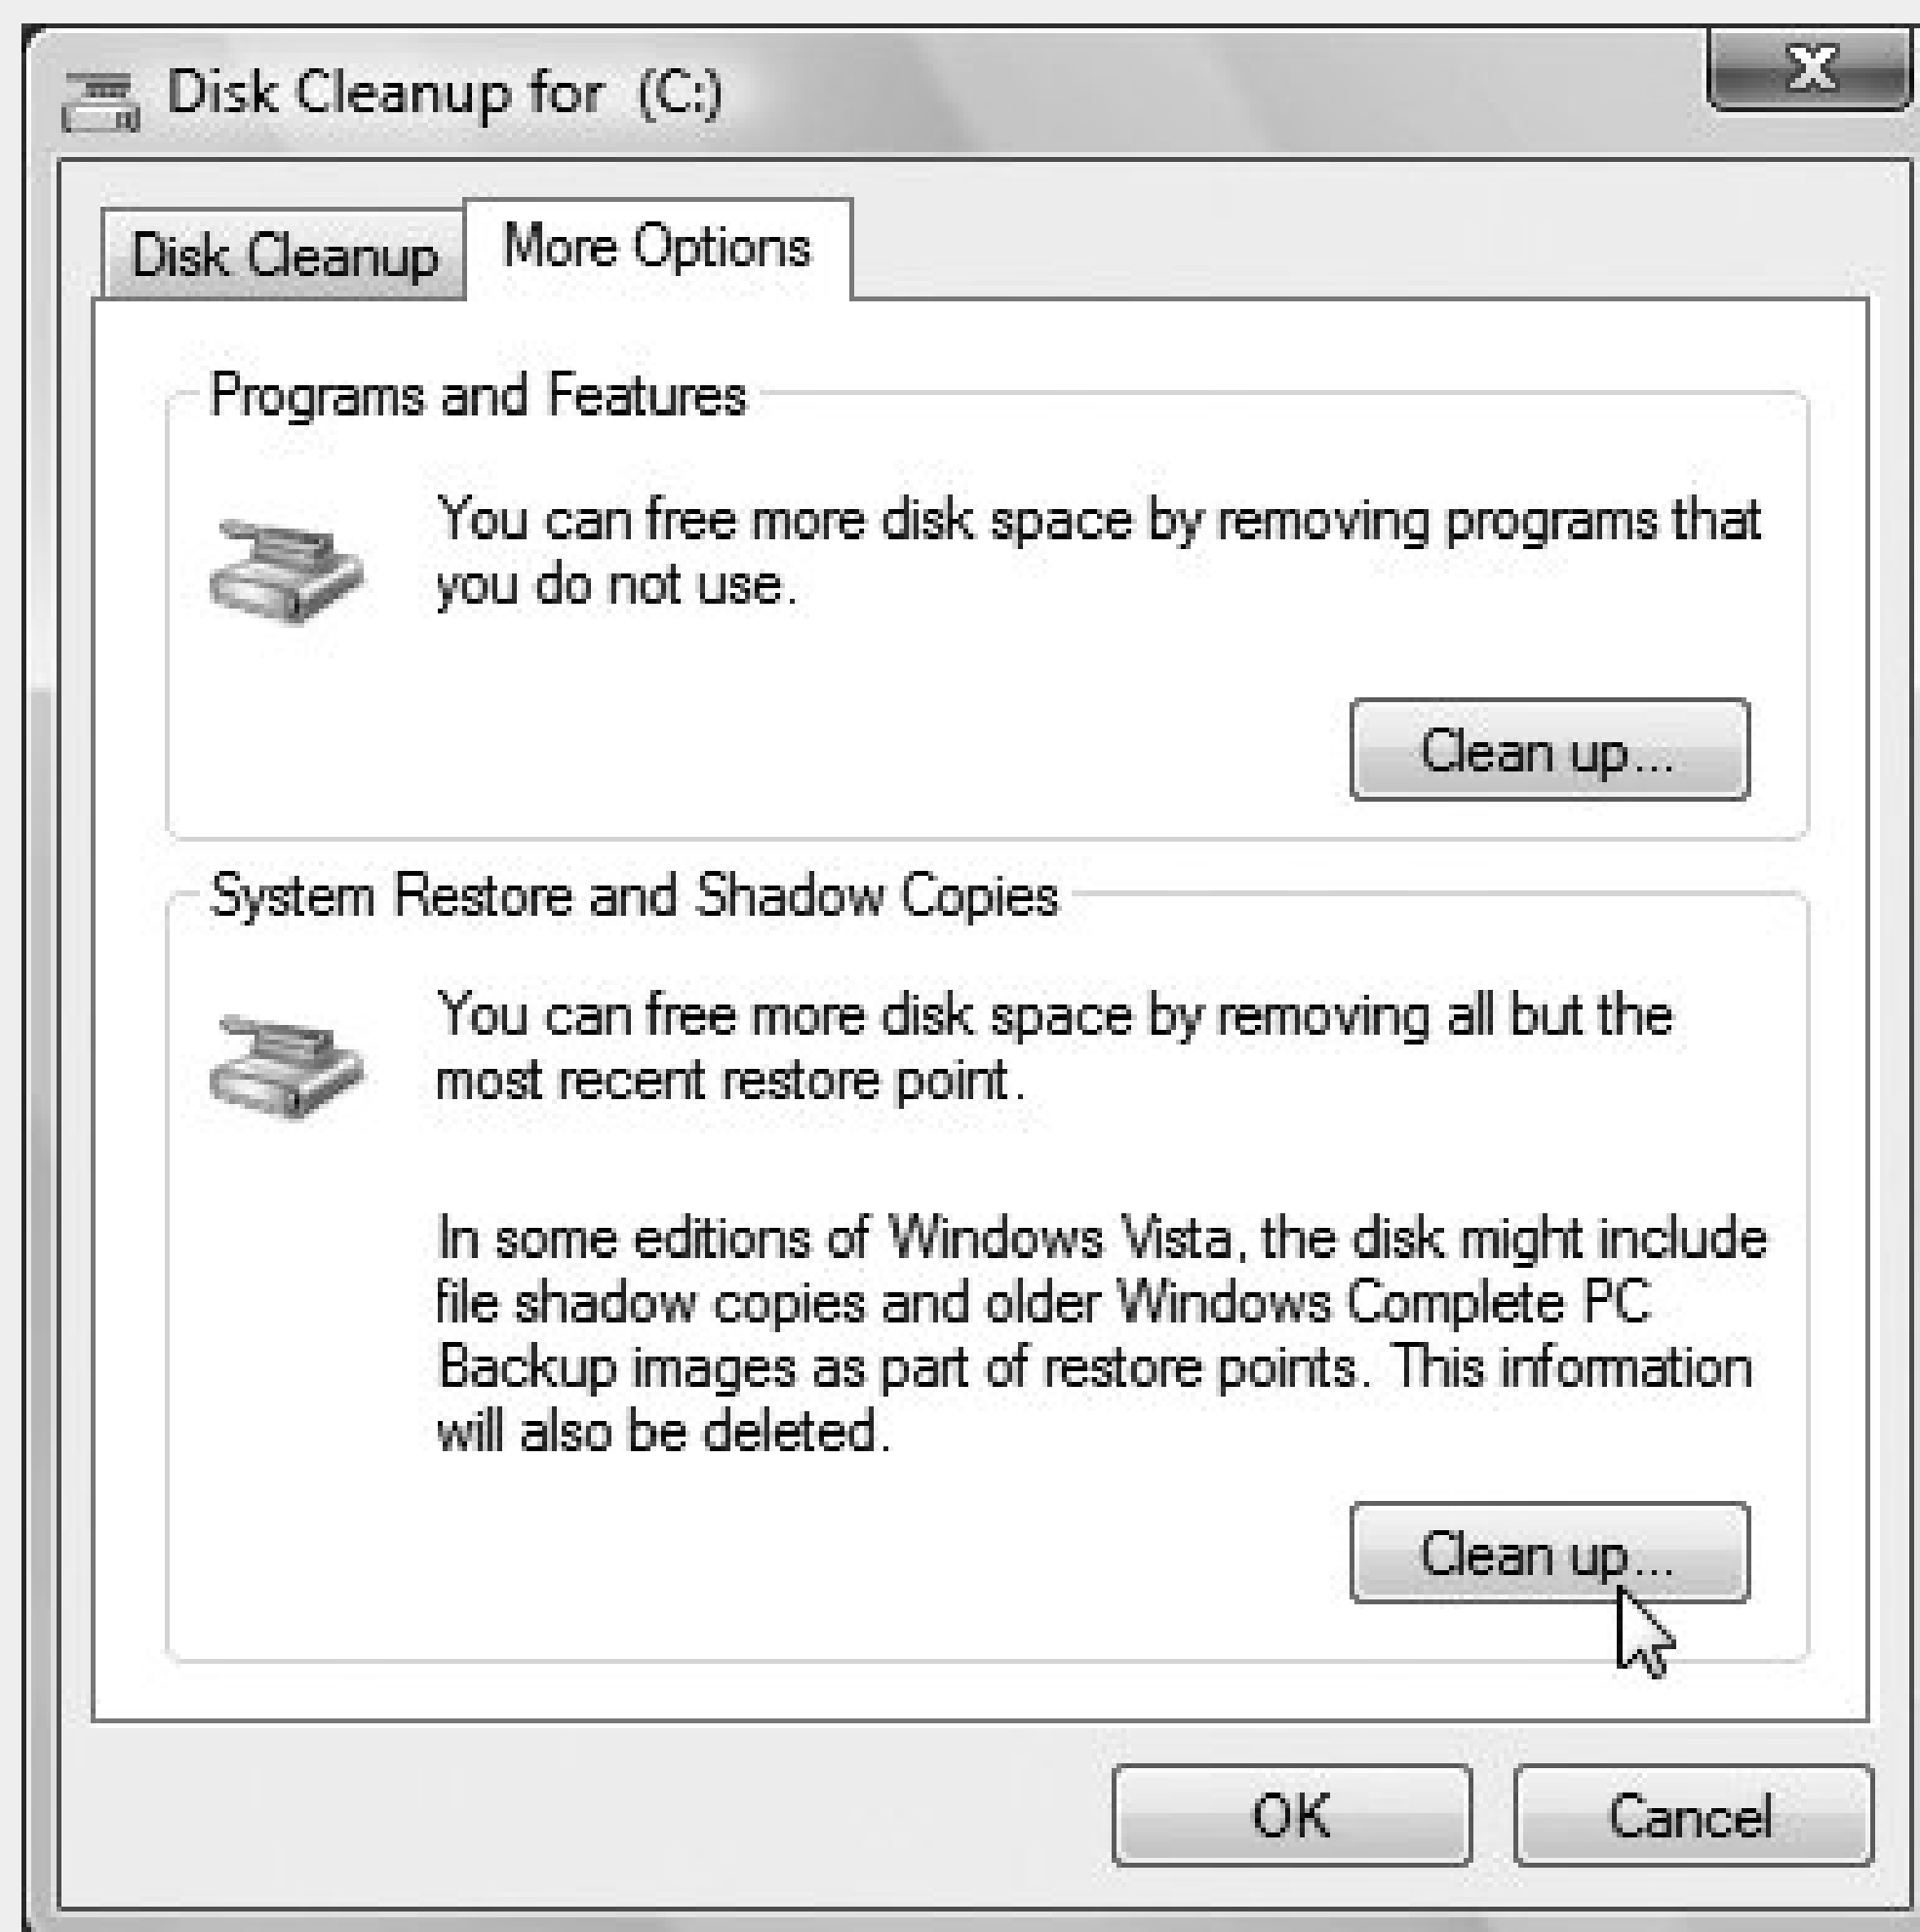 Disk Cleanup for (C:)
Disk Cleanup
More Options
Programs and Features
You can free more disk space by removing programs that
you do not use.
Clean up...
System Restore and Shadow Copies
You can free more disk space by removing all but the
most recent restore point.
In some editions of Windows Vista, the disk might include
file shadow copies and older Windows Complete PC
Backup images as part of restore points. This information
will also be deleted.
Clean up...
OK
Cancel